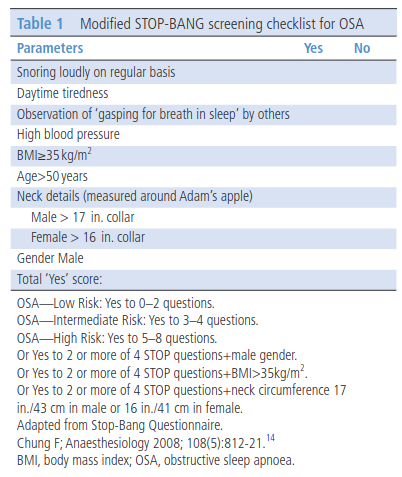 Table 1 Modified STOP-BANG screening checklist for OSA
Parameters Yes No
Snoring loudly on regular basis
Daytime tiredness
Observation of 'gasping for breath in sleep' by others
High blood pressure
BMI≥35 kg/m²
Age>50 years
Neck details (measured around Adam's apple)
Male > 17 in. collar
Female > 16 in. collar
Gender Male
Total 'Yes' score:
OSA—Low Risk: Yes to 0–2 questions.
OSA—Intermediate Risk: Yes to 3–4 questions.
OSA—High Risk: Yes to 5–8 questions.
Or Yes to 2 or more of 4 STOP questions+male gender.
Or Yes to 2 or more of 4 STOP questions+BMI>35kg/m².
Or Yes to 2 or more of 4 STOP questions+neck circumference 17
in./43 cm in male or 16 in./41 cm in female.
Adapted from Stop-Bang Questionnaire.
Chung F; Anaesthesiology 2008; 108(5):812-21.¹⁴
BMI, body mass index; OSA, obstructive sleep apnoea.